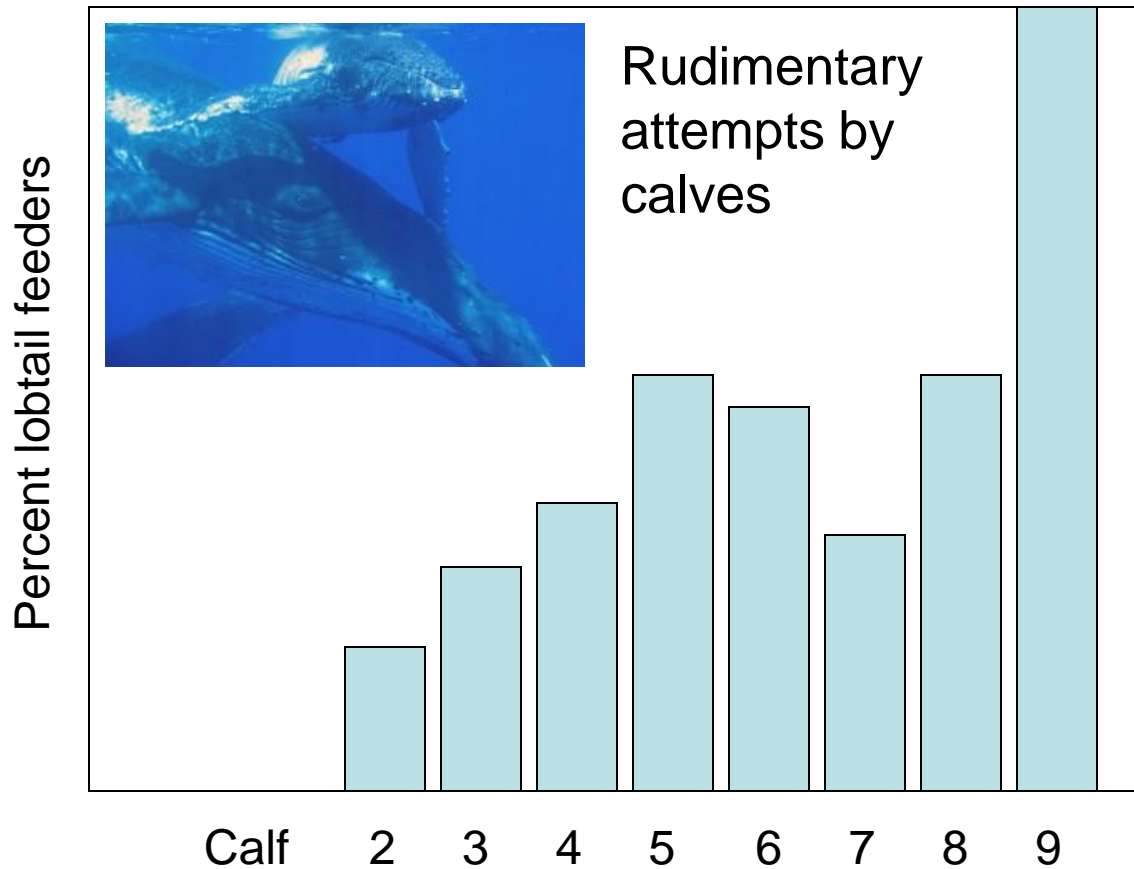 Rudimentary
attempts by
calves
Percent lobtail feeders
Calf 2 3 4 5 6 7 8 9